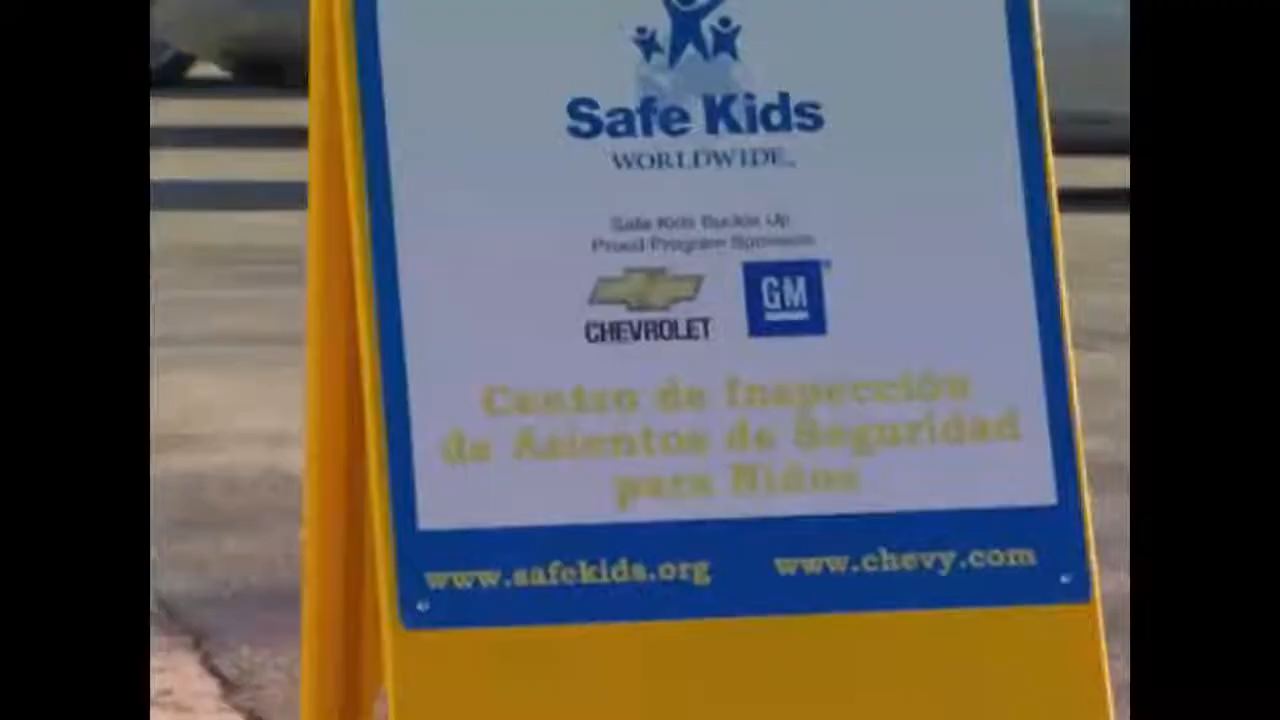 Safe Kids
WORLDWIDE
Safe Kids Buckle Up
Proud Program Sponsors
CHEVROLET
GM
Centro de Inspección
de Asientos de Seguridad
para Niños
www.safekids.org
www.chevy.com